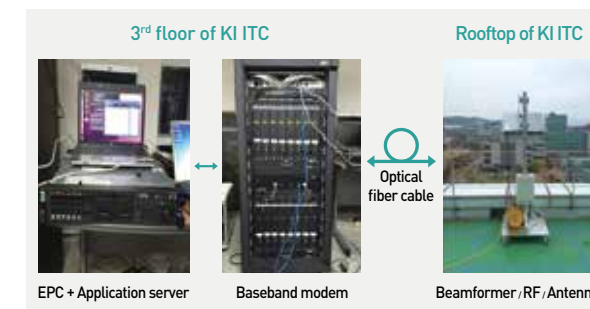 3rd floor of KI ITC
Rooftop of KI ITC
Optical
fiber cable
EPC + Application server
Baseband modem
Beamformer / RF / Antenn